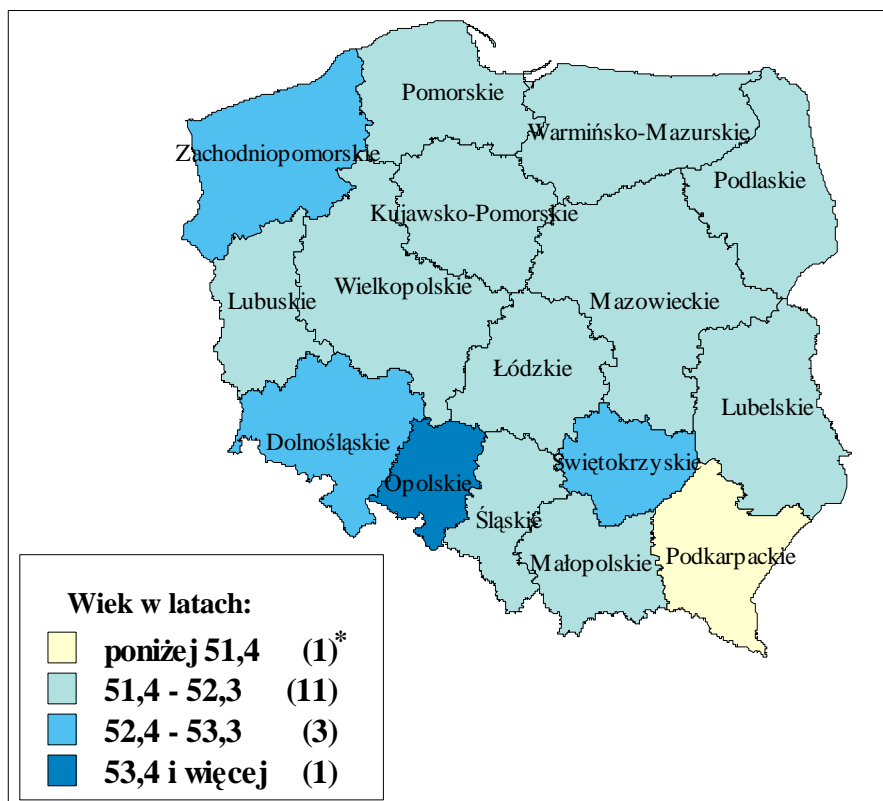 Pomorskie
Warmińsko-Mazurskie
Zachodniopomorskie
Podlaskie
Kujawsko-Pomorskie
Wielkopolskie
Lubuskie
Mazowieckie
Łódzkie
Lubelskie
Dolnośląskie
Świętokrzyskie
Opolskie
Śląskie
Małopolskie
Podkarpackie
Wiek w latach:
poniżej 51,4 (1)*
51,4 - 52,3 (11)
52,4 - 53,3 (3)
53,4 i więcej (1)